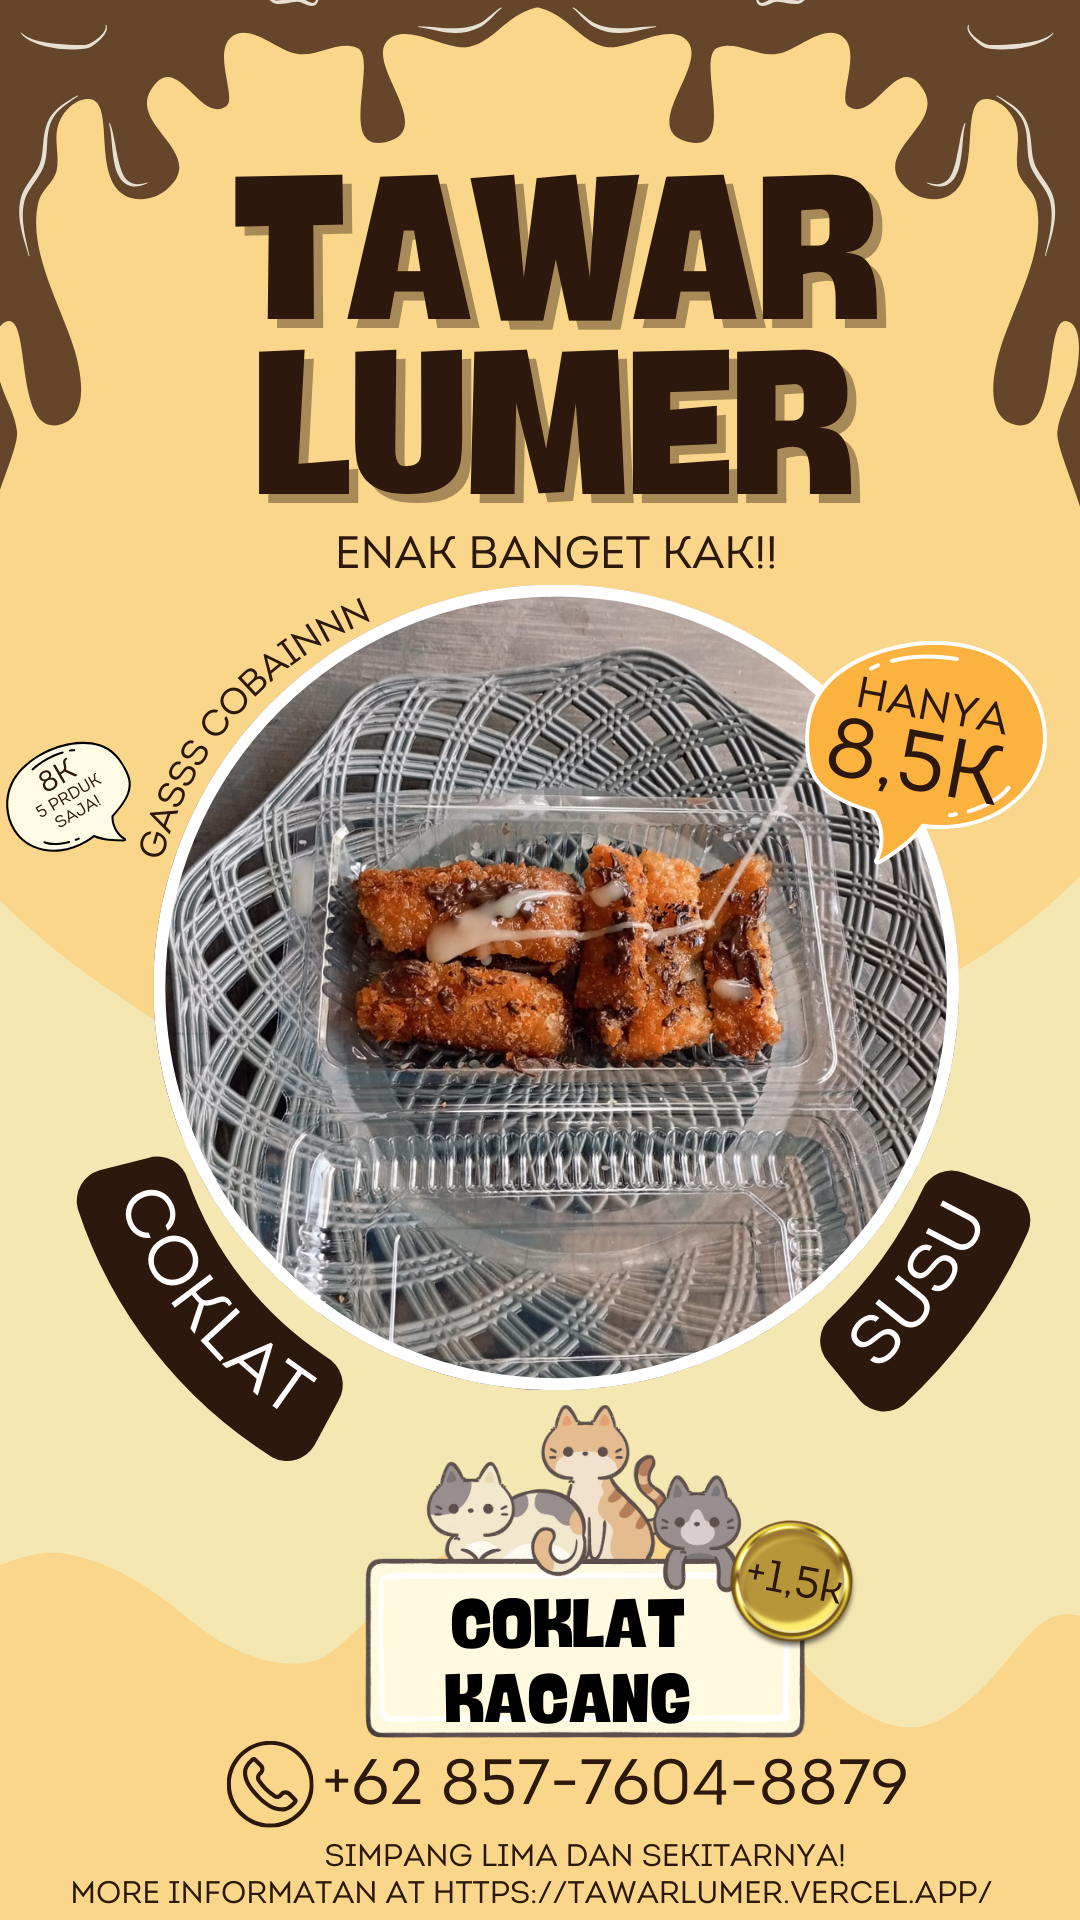 TAWAR
LUMER
ENAK BANGET KAK!!
GASSS COBAINNN
8K
5 PRDUK
SAJA!
HANYA
8,5K
COKLAT
SUSU
+1,5k
COKLAT
KACANG
+62 857-7604-8879
SIMPANG LIMA DAN SEKITARNYA!
MORE INFORMATAN AT HTTPS://TAWARLUMER.VERCEL.APP/